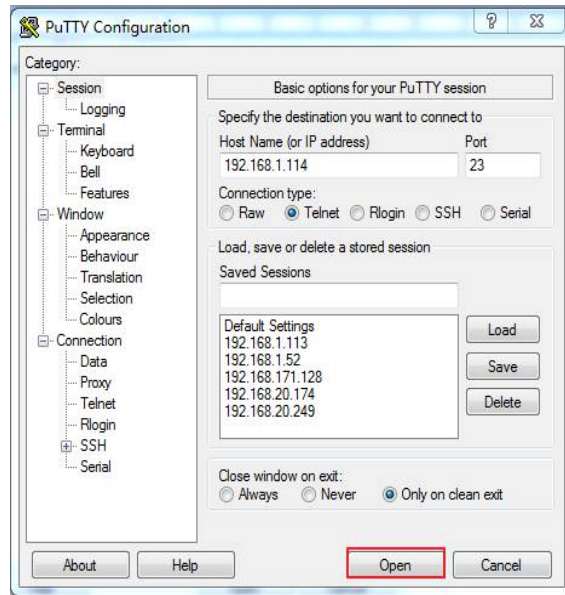 PuTTY Configuration
Category:
Session
Logging
Terminal
Keyboard
Bell
Features
Window
Appearance
Behaviour
Translation
Selection
Colours
Connection
Data
Proxy
Telnet
Rlogin
SSH
Serial
Basic options for your PuTTY session
Specify the destination you want to connect to
Host Name (or IP address) Port
192.168.1.114 23
Connection type:
Raw Telnet Rlogin SSH Serial
Load, save or delete a stored session
Saved Sessions
Default Settings
192.168.1.113
192.168.1.52
192.168.171.128
192.168.20.174
192.168.20.249
Load
Save
Delete
Close window on exit:
Always Never Only on clean exit
About Help Open Cancel